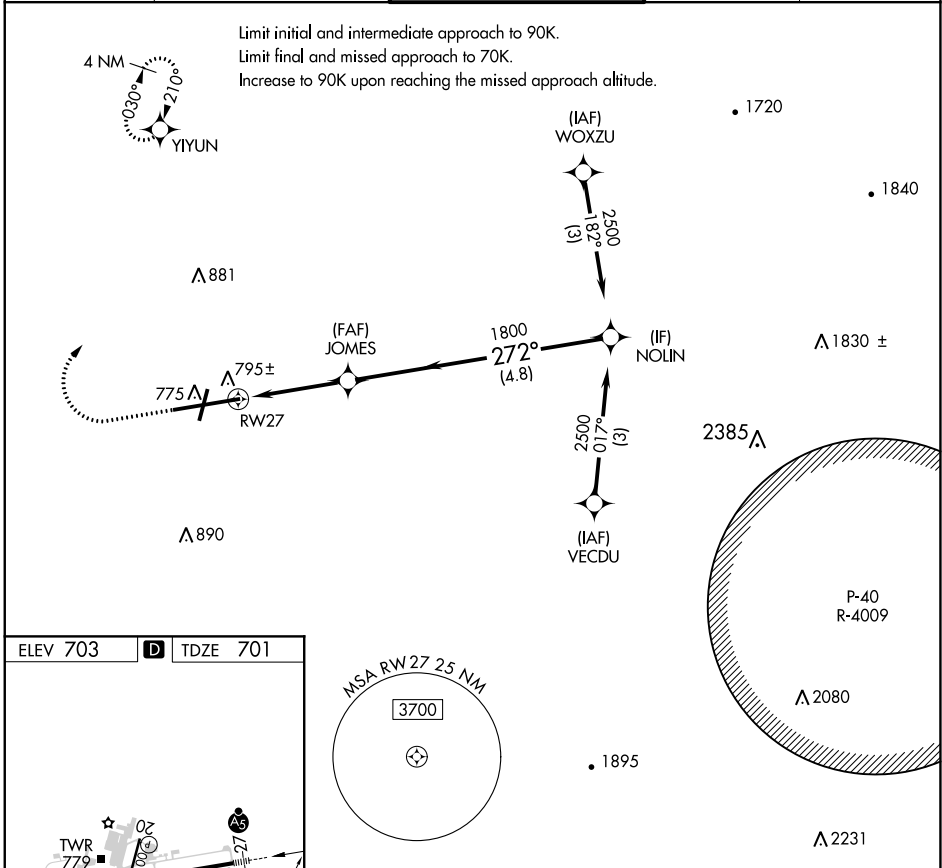 Limit initial and intermediate approach to 90K.
Limit final and missed approach to 70K.
Increase to 90K upon reaching the missed approach altitude.
4 NM
030°
210°
YIYUN
(IAF)
WOXZU
1720
1840
2500
182°
(3)
881
(FAF)
JOMES
1800
272°
(4.8)
(IF)
NOLIN
1830 ±
795±
775
RW27
2500
017°
(3)
2385
890
(IAF)
VECDU
P-40
R-4009
ELEV 703
D
TDZE 701
MSA RW27 25 NM
3700
2080
1895
20
P
A5
27
TWR
779
2231